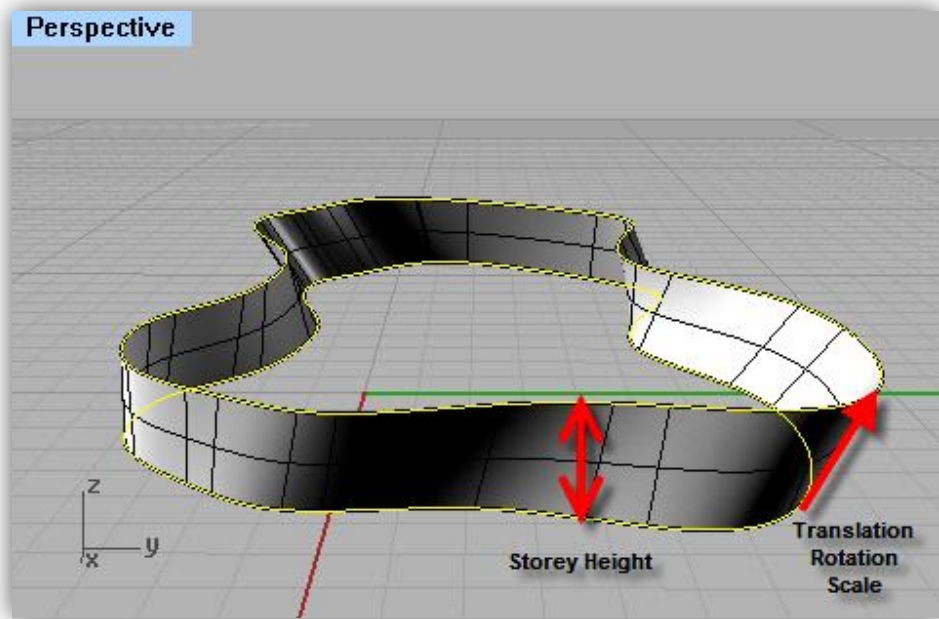 Perspective
z
y
x
Storey Height
Translation
Rotation
Scale